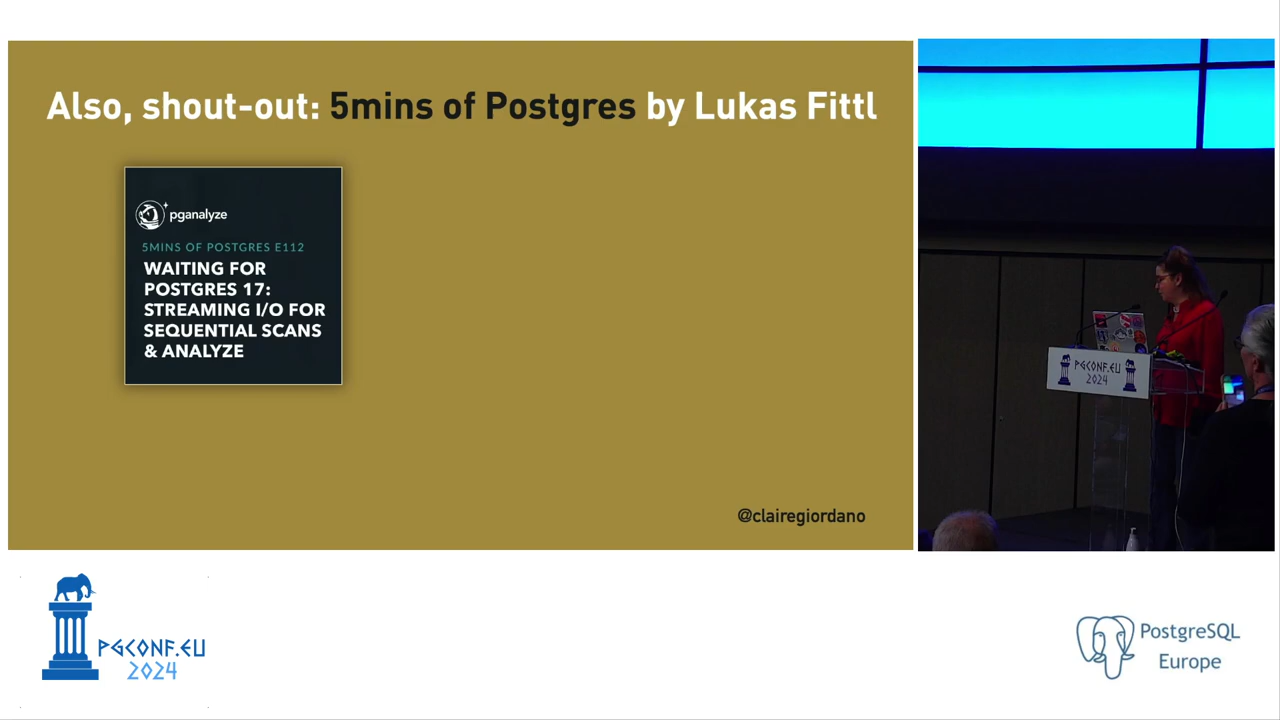 Also, shout-out: 5mins of Postgres by Lukas Fittl
pganalyze
5MINS OF POSTGRES E112
WAITING FOR
POSTGRES 17:
STREAMING I/O FOR
SEQUENTIAL SCANS
& ANALYZE
@clairegiordano
PGCONF.EU
2024
PGCONF.EU
2024
PostgreSQL
Europe